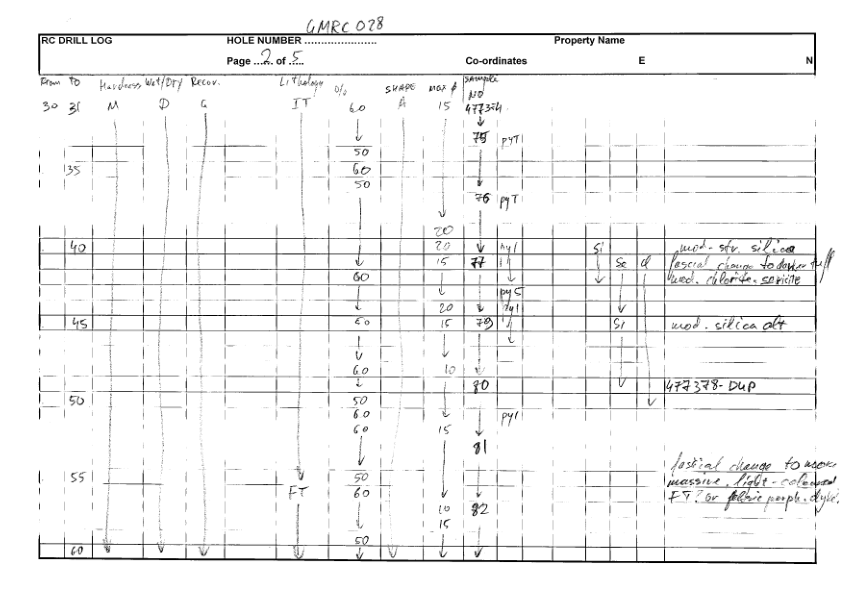 GMRC 028
RC DRILL LOG HOLE NUMBER ........................ Property Name
Page ..2.. of ..5.. Co-ordinates E N
From To Hardness Wet/Dry Recov. Lithology % SHAPE MAX ϕ sample NO
30 31 M D G IT 60 A 15 477374
75 pyT
50
35 60
50
76 pyT
20
40 20 py1 Si mod-str. silica
15 77 Se cl fascial change to darker tuff
60 med. chlorite-sericite
py5
20 py1
45 60 15 79 Si mod. silica alt
60 10
80 477378-DUP
50 50
60 py1
60 15
81
fascial change to more
55 50 massive, light-coloured
FT 60 FT? or felsic porph. dyke.
10 82
15
50
60